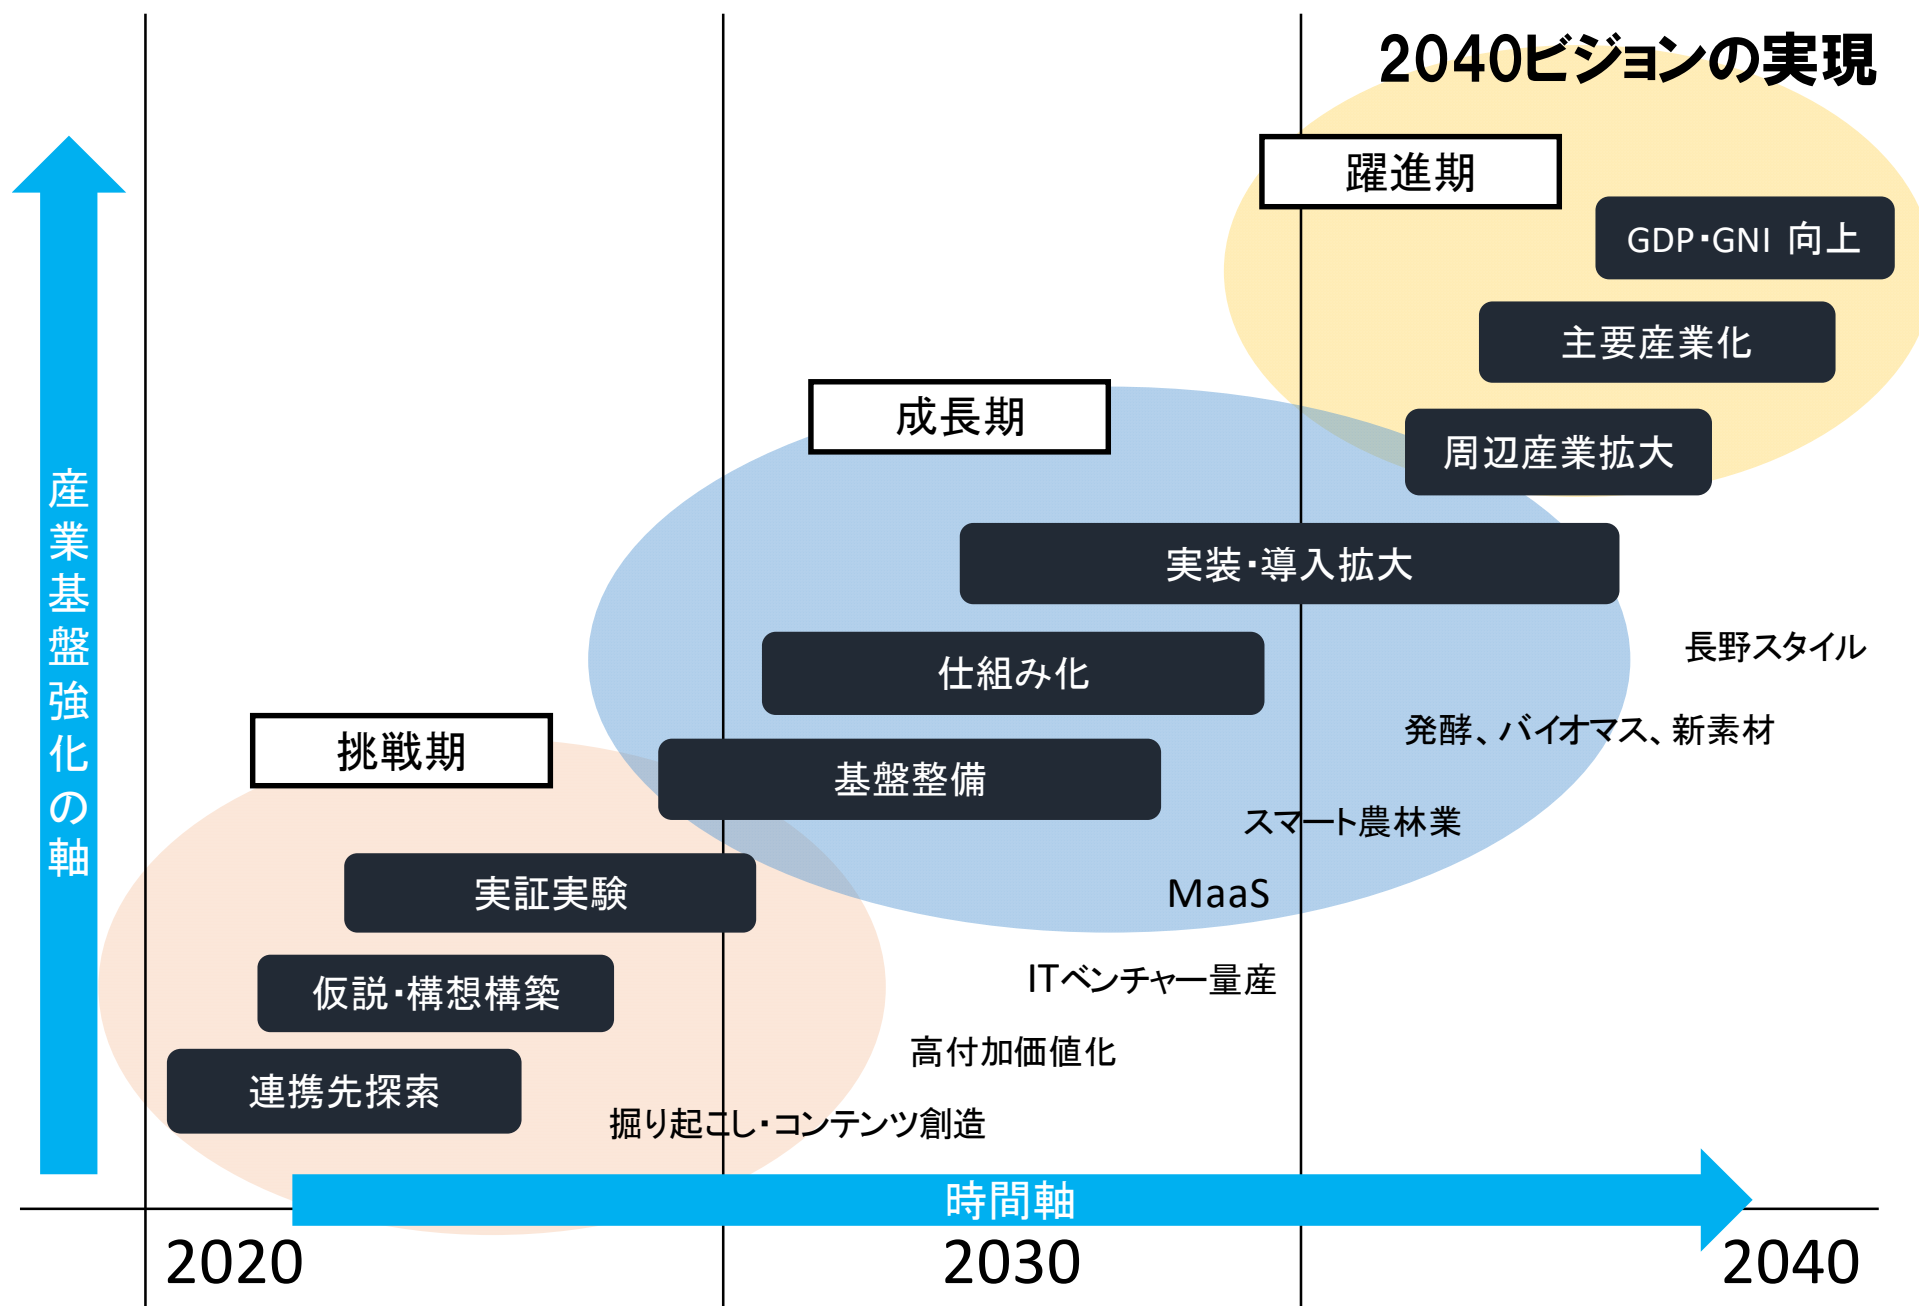 2040ビジョンの実現
躍進期
GDP・GNI 向上
主要産業化
周辺産業拡大
成長期
実装・導入拡大
仕組み化
基盤整備
挑戦期
実証実験
仮説・構想構築
連携先探索
長野スタイル
発酵、バイオマス、新素材
スマート農林業
MaaS
ITベンチャー量産
高付加価値化
掘り起こし・コンテンツ創造
産業基盤強化の軸
時間軸
2020
2030
2040